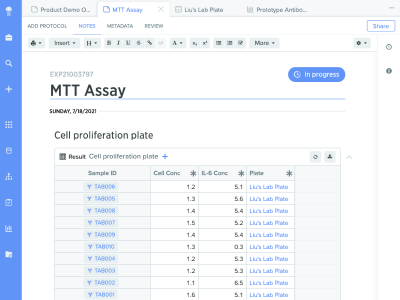 Product Demo O...
MTT Assay
Liu's Lab Plate
Prototype Antibo...
ADD PROTOCOL
NOTES
METADATA
REVIEW
Share
Insert
H
B I U S
A
X₂ X²
More
EXP21003797
In progress
MTT Assay
SUNDAY, 7/18/2021
Cell proliferation plate
Result Cell proliferation plate +
Sample ID Cell Conc IL-6 Conc Plate
TAB006 1.2 5.1 Liu's Lab Plate
TAB005 1.3 5.6 Liu's Lab Plate
TAB008 1.4 5.4 Liu's Lab Plate
TAB007 1.5 5.2 Liu's Lab Plate
TAB009 1.4 5.4 Liu's Lab Plate
TAB010 1.3 0.3 Liu's Lab Plate
TAB004 1.2 5.3 Liu's Lab Plate
TAB003 1.2 5.3 Liu's Lab Plate
TAB002 1.1 6.5 Liu's Lab Plate
TAB001 1.6 5.1 Liu's Lab Plate